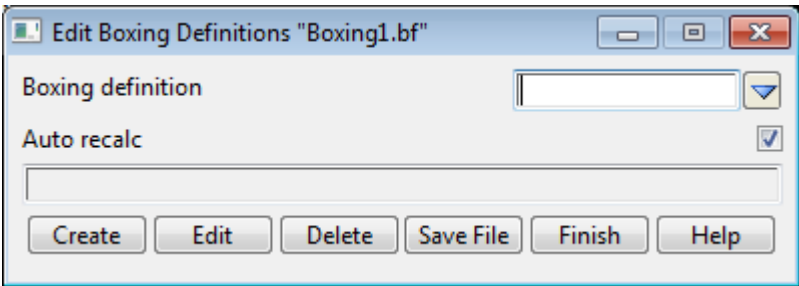 Edit Boxing Definitions "Boxing1.bf"
Boxing definition
Auto recalc
Create Edit Delete Save File Finish Help